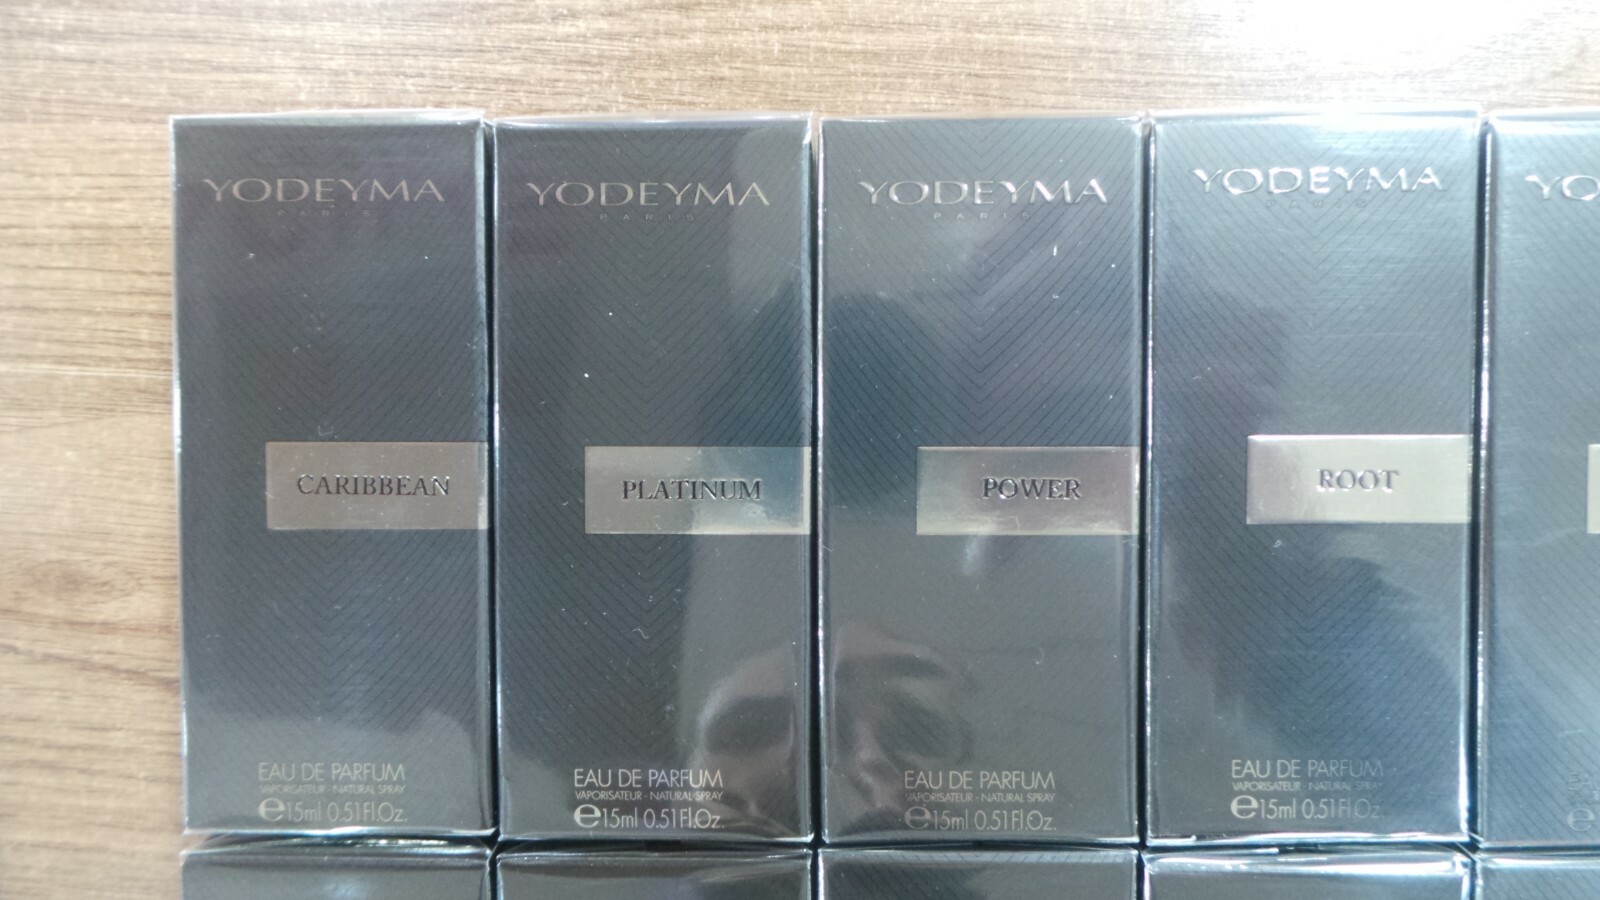 YODEYMA
PARIS
CARIBBEAN
EAU DE PARFUM
VAPORISATEUR - NATURAL SPRAY
e 15ml 0.51Fl.Oz.
YODEYMA
PARIS
PLATINUM
EAU DE PARFUM
VAPORISATEUR - NATURAL SPRAY
e 15ml 0.51Fl.Oz.
YODEYMA
PARIS
POWER
EAU DE PARFUM
VAPORISATEUR - NATURAL SPRAY
e 15ml 0.51Fl.Oz.
YODEYMA
PARIS
ROOT
EAU DE PARFUM
VAPORISATEUR - NATURAL SPRAY
e 15ml 0.51Fl.Oz.
YO
e